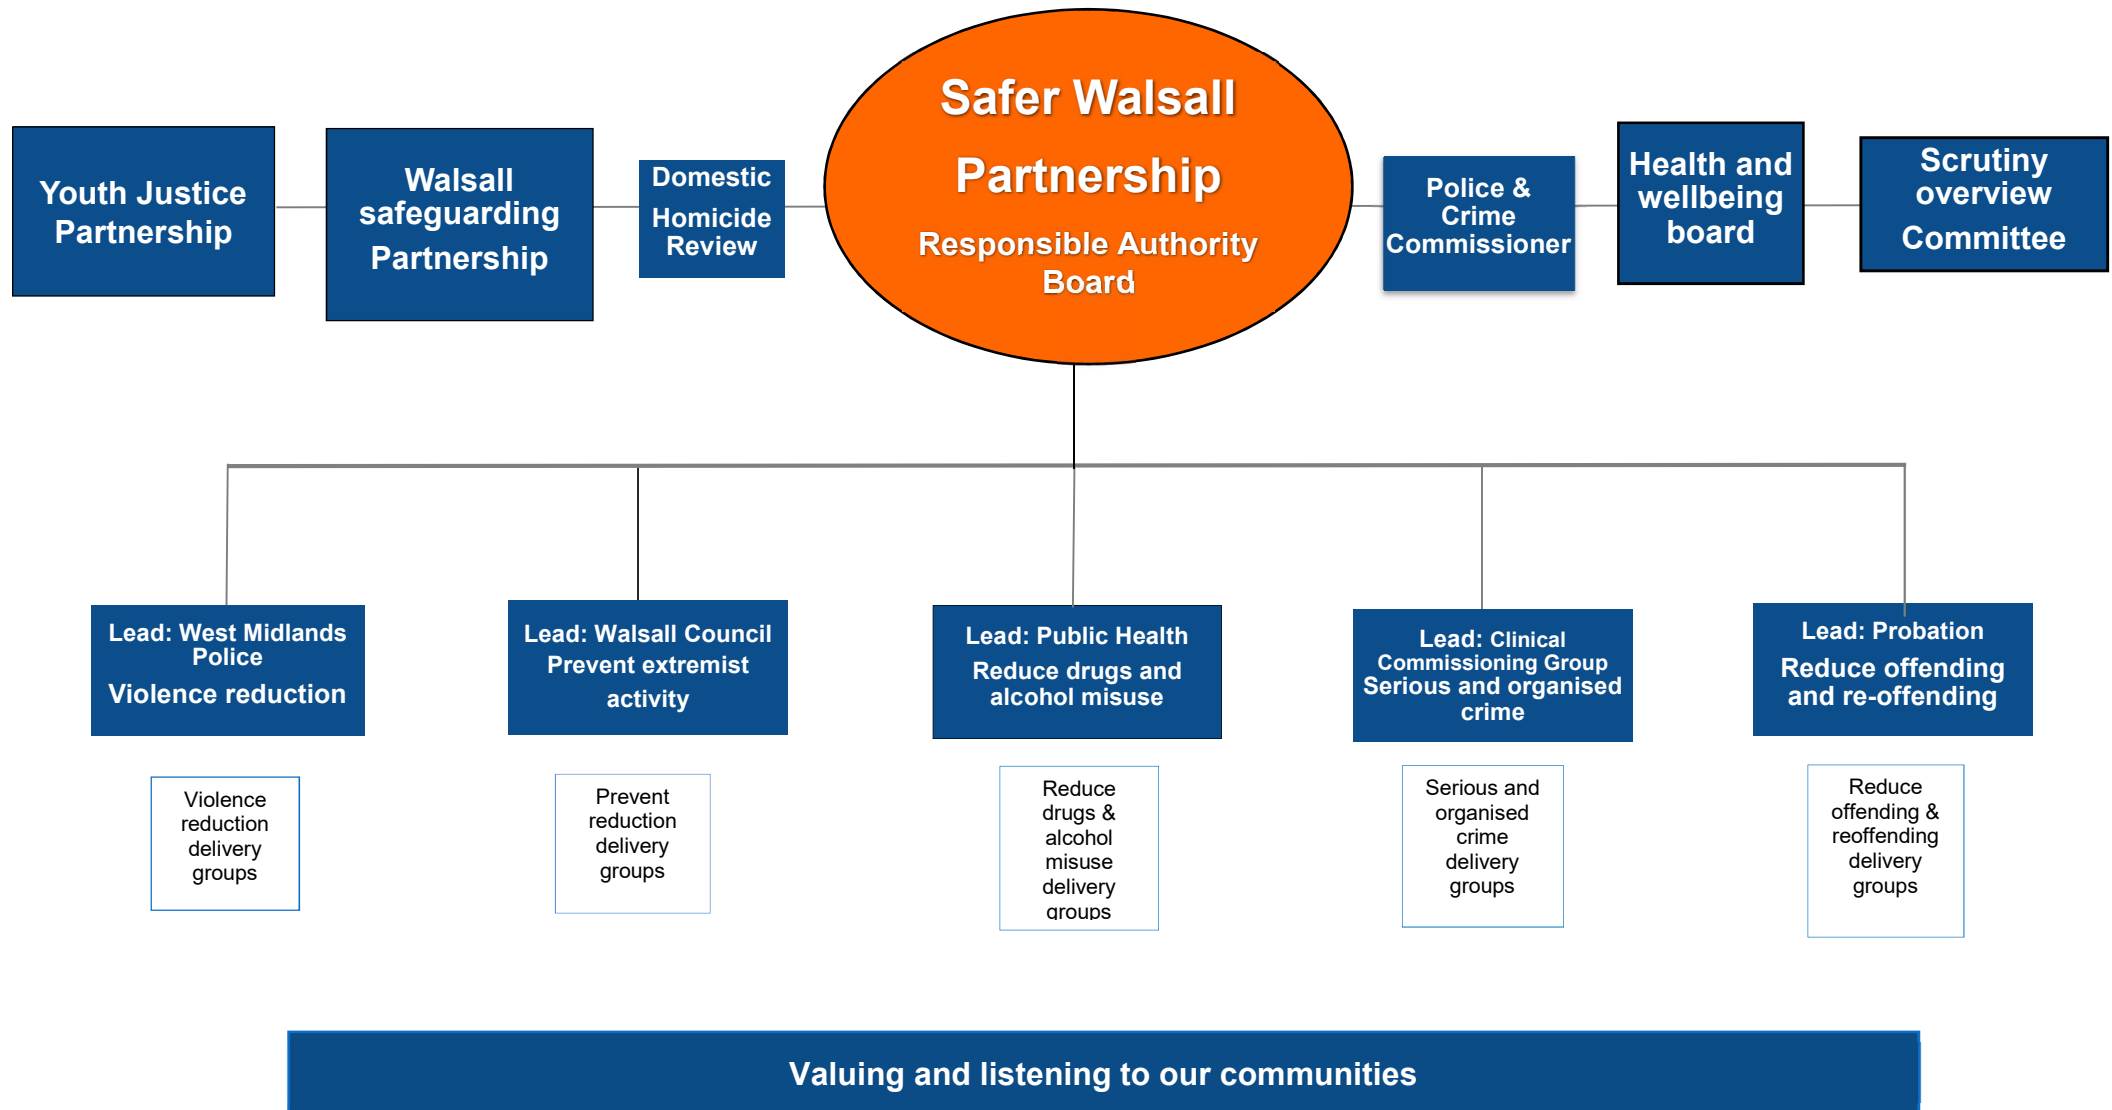 Safer Walsall
Partnership
Responsible Authority
Board
Youth Justice
Partnership
Walsall
safeguarding
Partnership
Domestic
Homicide
Review
Police &
Crime
Commissioner
Health and
wellbeing
board
Scrutiny
overview
Committee
Lead: West Midlands
Police
Violence reduction
Lead: Walsall Council
Prevent extremist
activity
Lead: Public Health
Reduce drugs and
alcohol misuse
Lead: Clinical
Commissioning Group
Serious and organised
crime
Lead: Probation
Reduce offending
and re-offending
Violence
reduction
delivery
groups
Prevent
reduction
delivery
groups
Reduce
drugs &
alcohol
misuse
delivery
groups
Serious and
organised
crime
delivery
groups
Reduce
offending &
reoffending
delivery
groups
Valuing and listening to our communities